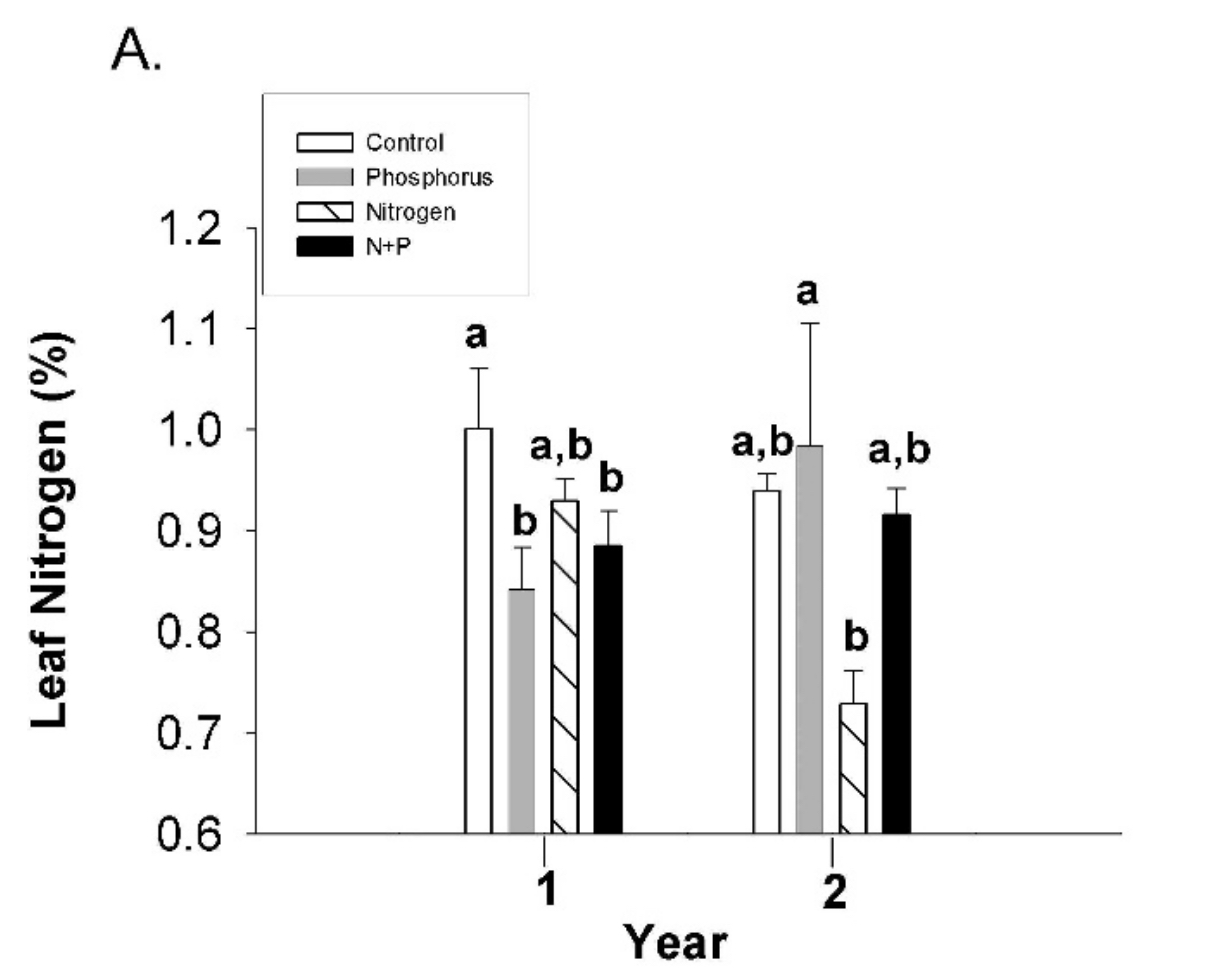 A.
Control
Phosphorus
Nitrogen
N+P
Leaf Nitrogen (%)
1.2
1.1
1.0
0.9
0.8
0.7
0.6
a
b
a,b
b
a,b
a
b
a,b
1
2
Year